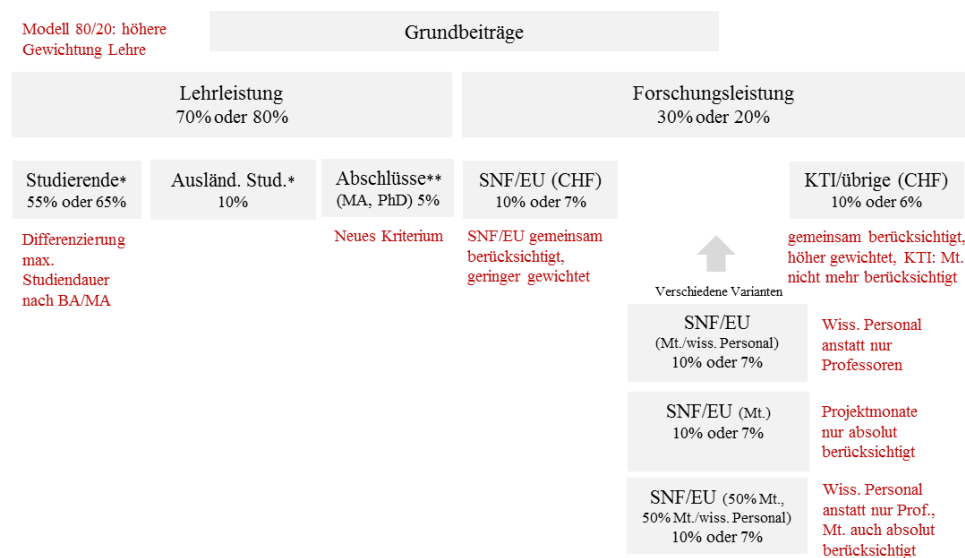 Modell 80/20: höhere
Gewichtung Lehre
Grundbeiträge
Lehrleistung
70% oder 80%
Forschungsleistung
30% oder 20%
Studierende*
55% oder 65%
Ausländ. Stud.*
10%
Abschlüsse**
(MA, PhD) 5%
SNF/EU (CHF)
10% oder 7%
KTI/übrige (CHF)
10% oder 6%
Differenzierung
max.
Studiendauer
nach BA/MA
Neues Kriterium
SNF/EU gemeinsam
berücksichtigt,
geringer gewichtet
gemeinsam berücksichtigt,
höher gewichtet, KTI: Mt.
nicht mehr berücksichtigt
Verschiedene Varianten
SNF/EU
(Mt./wiss. Personal)
10% oder 7%
Wiss. Personal
anstatt nur
Professoren
SNF/EU (Mt.)
10% oder 7%
Projektmonate
nur absolut
berücksichtigt
SNF/EU (50% Mt.,
50% Mt./wiss. Personal)
10% oder 7%
Wiss. Personal
anstatt nur Prof.,
Mt. auch absolut
berücksichtigt